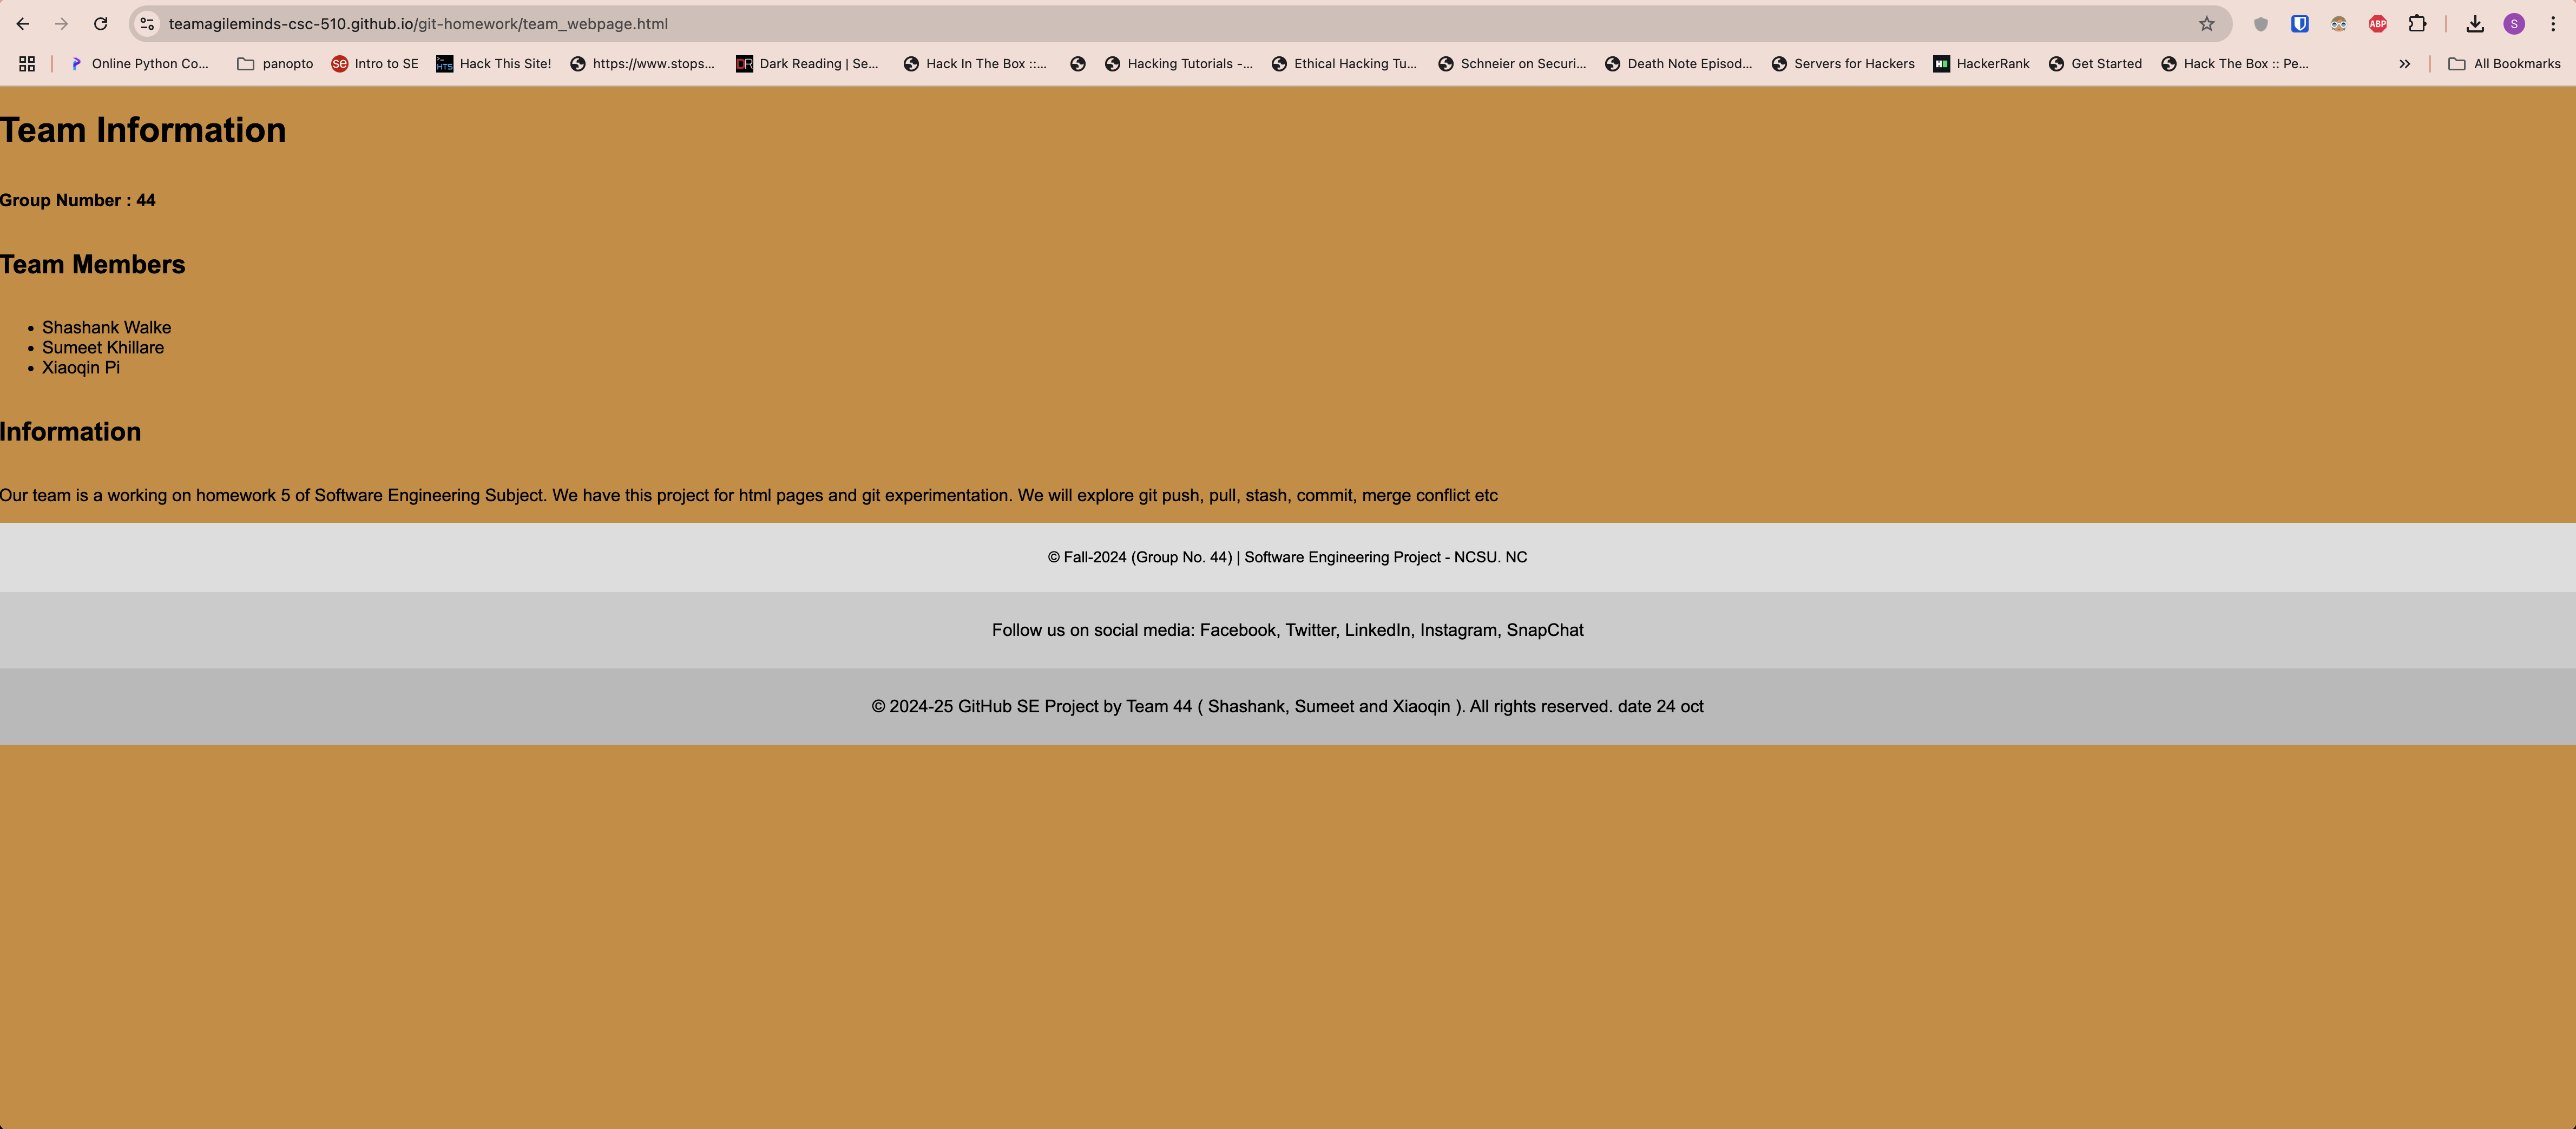 teamagileminds-csc-510.github.io/git-homework/team_webpage.html
ABP
S
Online Python Co...
panopto
se Intro to SE
HTS Hack This Site!
https://www.stops...
DR Dark Reading | Se...
Hack In The Box ::...
Hacking Tutorials -...
Ethical Hacking Tu...
Schneier on Securi...
Death Note Episod...
Servers for Hackers
H HackerRank
Get Started
Hack The Box :: Pe...
All Bookmarks
Team Information
Group Number : 44
Team Members
• Shashank Walke
• Sumeet Khillare
• Xiaoqin Pi
Information
Our team is a working on homework 5 of Software Engineering Subject. We have this project for html pages and git experimentation. We will explore git push, pull, stash, commit, merge conflict etc
© Fall-2024 (Group No. 44) | Software Engineering Project - NCSU. NC
Follow us on social media: Facebook, Twitter, LinkedIn, Instagram, SnapChat
© 2024-25 GitHub SE Project by Team 44 ( Shashank, Sumeet and Xiaoqin ). All rights reserved. date 24 oct